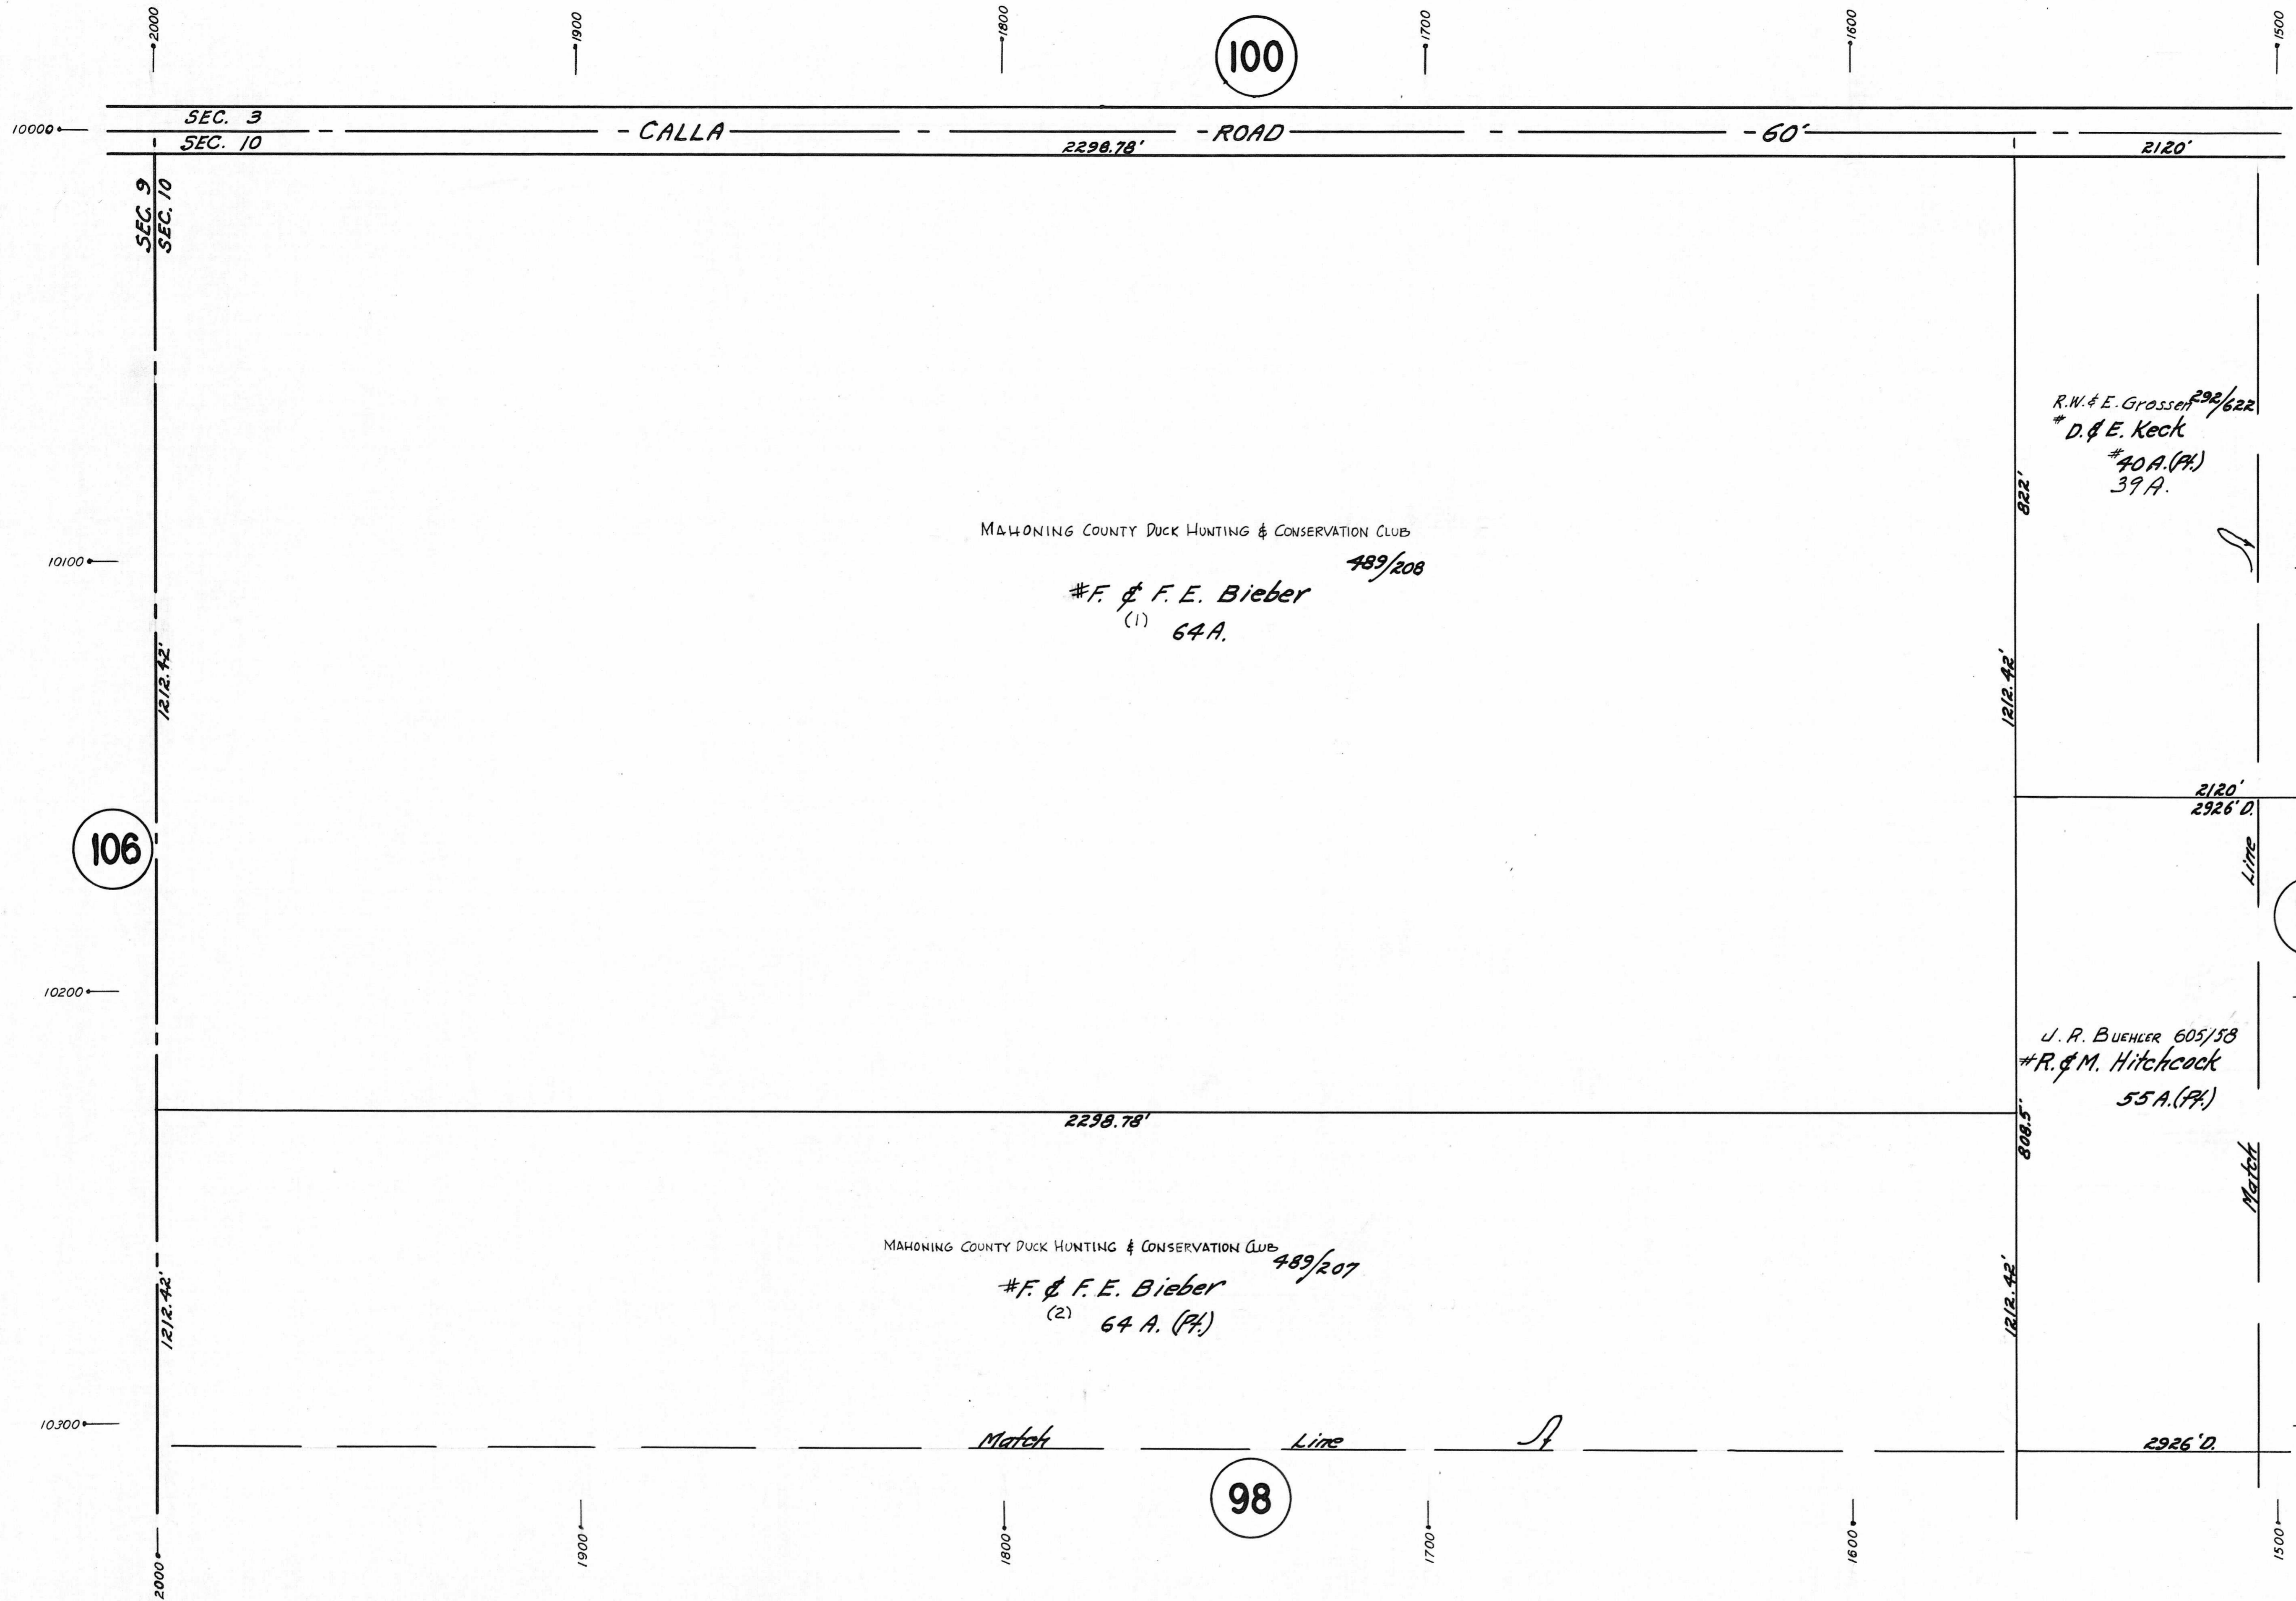 2000
1900
1800
100
1700
1600
1500
SEC. 3
10000
CALLA ROAD 60'
SEC. 10
2298.78'
2120'
SEC. 9
SEC. 10
R.W. & E. Grossen 292/622
# D. & E. Keck
#40 A. (Pt.)
39 A.
822'
MAHONING COUNTY DUCK HUNTING & CONSERVATION CLUB
489/208
10100
#F. & F. E. Bieber
(1)
64 A.
1212.42'
1212.42'
2120'
2926' D.
106
Line
10200
J. R. BUEHLER 605/58
#R. & M. Hitchcock
55 A. (Pt.)
2298.78'
808.5'
Match
MAHONING COUNTY DUCK HUNTING & CONSERVATION CLUB
489/207
#F. & F. E. Bieber
(2)
64 A. (Pt.)
1212.42'
1212.42'
10300
Match Line
2926' D.
98
2000
1900
1800
1700
1600
1500